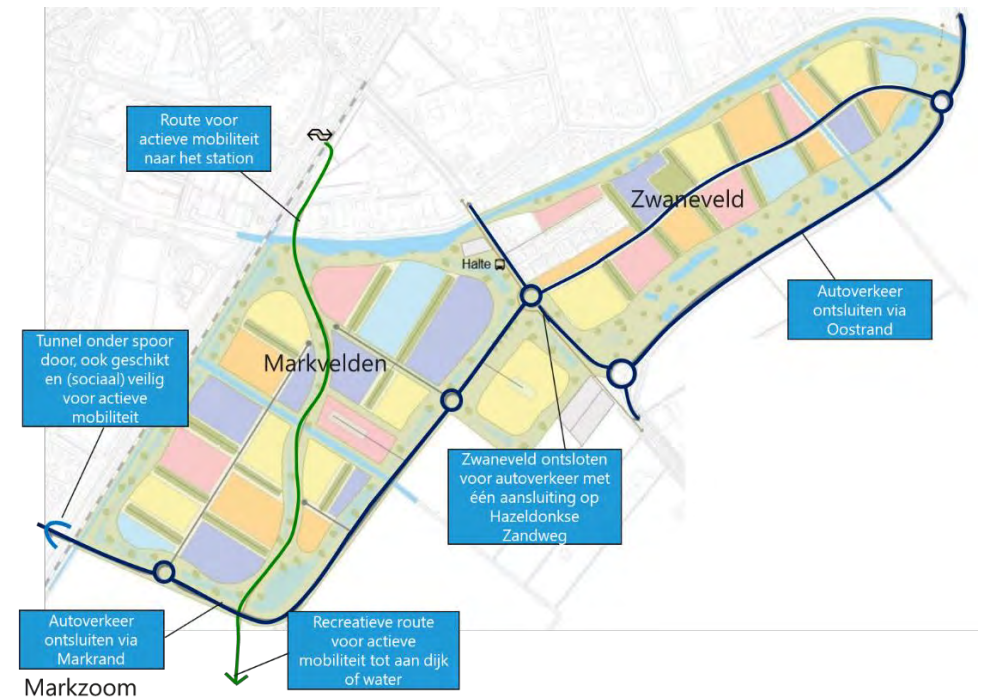 Route voor
actieve mobiliteit
naar het station
Zwaneveld
Halte
Autoverkeer
ontsluiten via
Oostrand
Tunnel onder spoor
door, ook geschikt
en (sociaal) veilig
voor actieve
mobiliteit
Markvelden
Zwaneveld ontsloten
voor autoverkeer met
één aansluiting op
Hazeldonkse
Zandweg
Autoverkeer
ontsluiten via
Markrand
Recreatieve route
voor actieve
mobiliteit tot aan dijk
of water
Markzoom